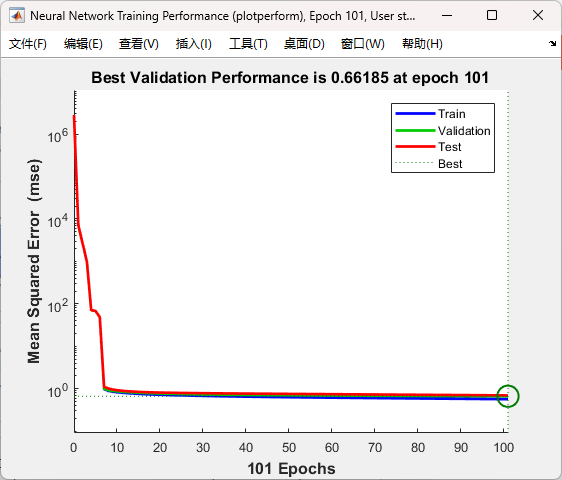 Neural Network Training Performance (plotperform), Epoch 101, User st...
文件(F) 编辑(E) 查看(V) 插入(I) 工具(T) 桌面(D) 窗口(W) 帮助(H)
Best Validation Performance is 0.66185 at epoch 101
Train
Validation
Test
Best
Mean Squared Error (mse)
10^6
10^4
10^2
10^0
0 10 20 30 40 50 60 70 80 90 100
101 Epochs